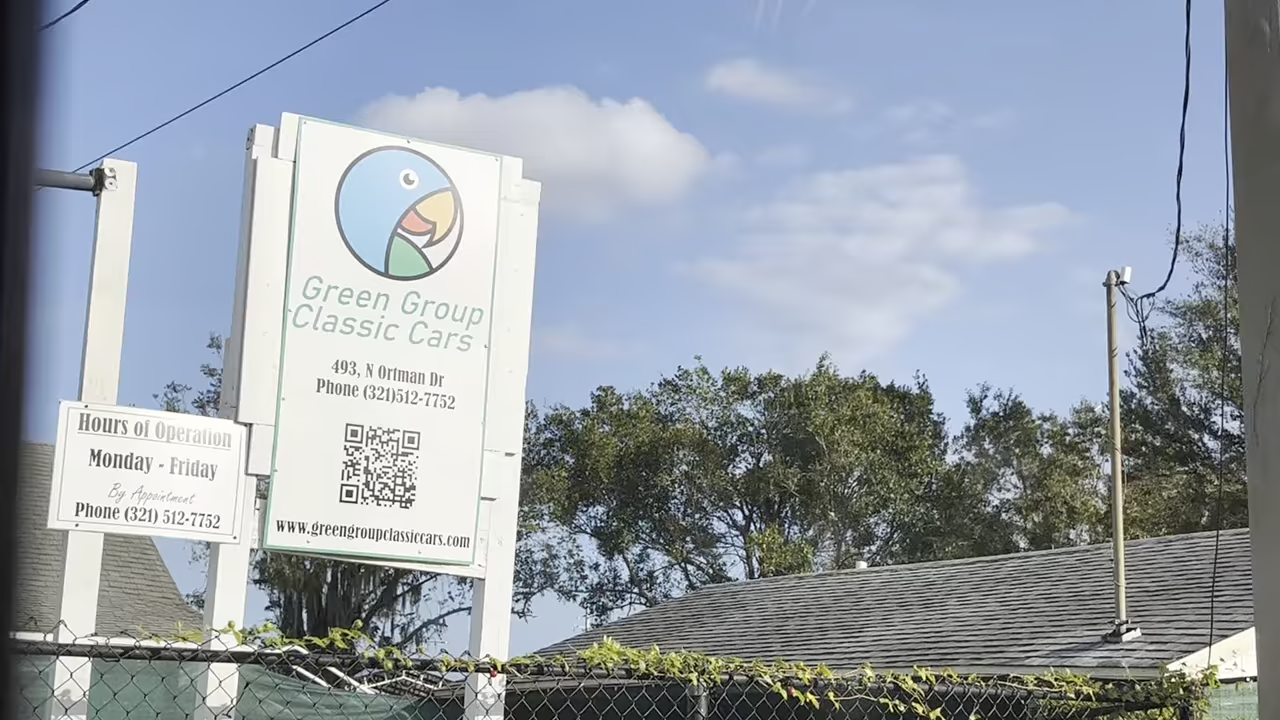 Green Group
Classic Cars
493, N Ortman Dr
Phone (321)512-7752
www.greengroupclassiccars.com
Hours of Operation
Monday - Friday
By Appointment
Phone (321) 512-7752